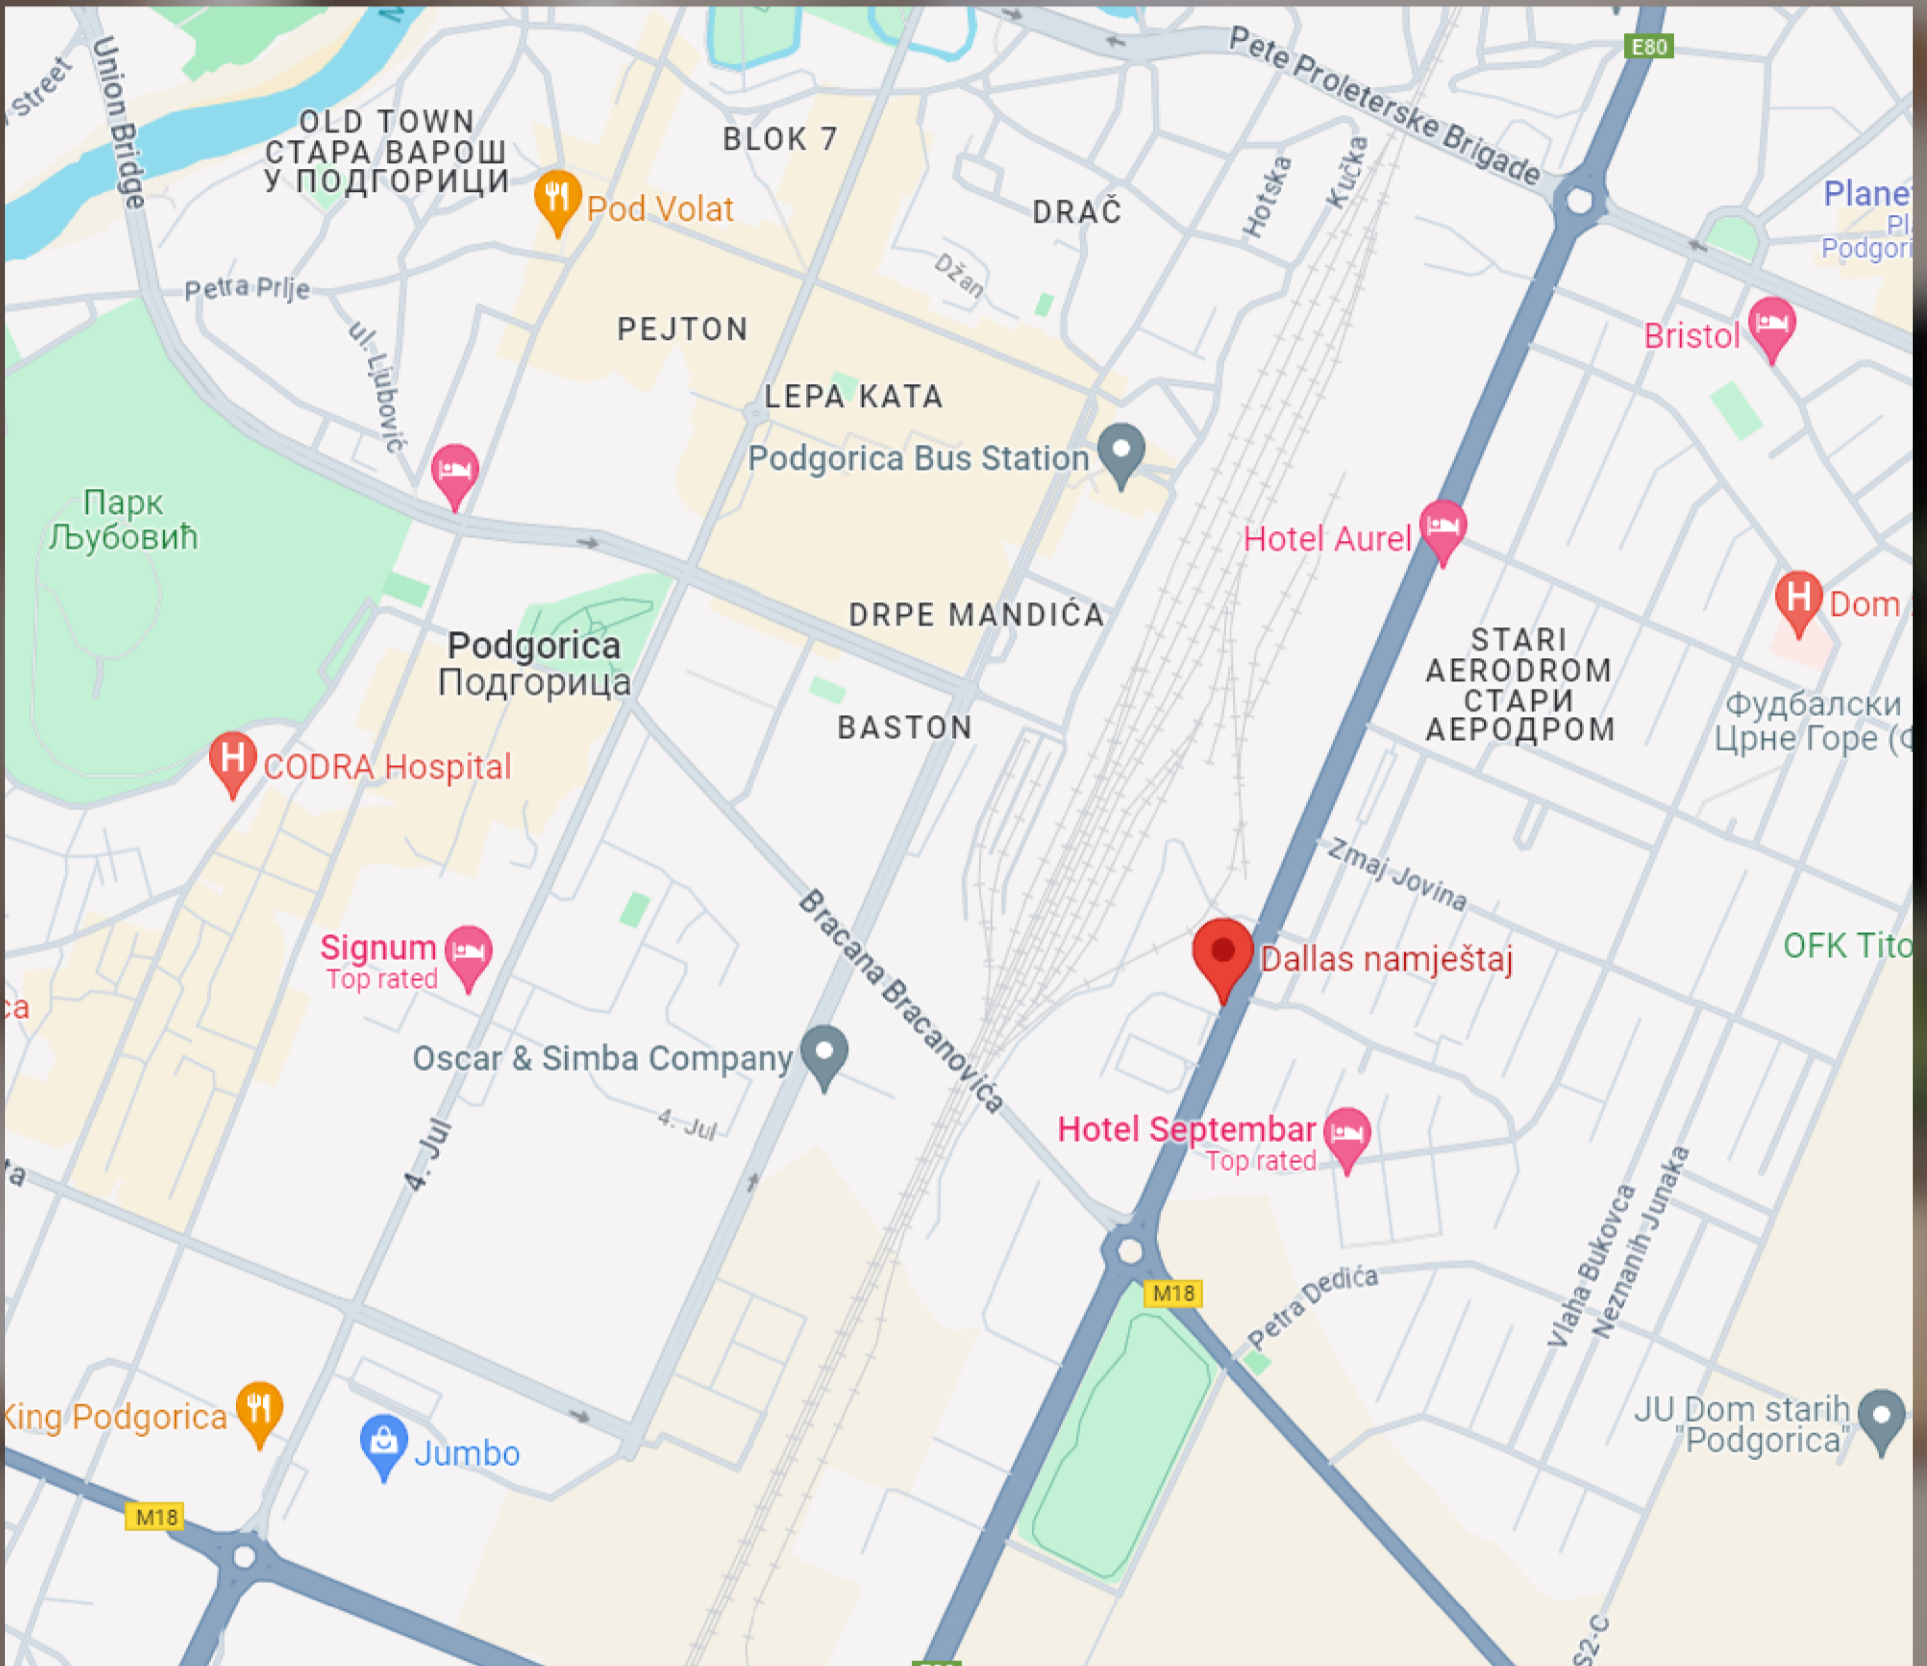 E80
Pete Proleterske Brigade
Union Bridge
Street
OLD TOWN
СТАРА ВАРОШ
У ПОДГОРИЦИ
BLOK 7
Pod Volat
DRAČ
Hotska
Kučka
Džan
Petra Prlje
ul. Ljubović
PEJTON
LEPA KATA
Podgorica Bus Station
Bristol
Парк
Љубовић
Hotel Aurel
DRPE MANDIĆA
Podgorica
Подгорица
STARI
AERODROM
СТАРИ
АЕРОДРОМ
Dom
Фудбалски
Црне Горе
BASTON
CODRA Hospital
Zmaj Jovina
Bracana Bracanovića
Signum
Top rated
Dallas namještaj
OFK Tito
Oscar & Simba Company
4. Jul
4. Jul
Hotel Septembar
Top rated
Vlaha Bukovca
Neznanih Junaka
M18
Petra Dedića
King Podgorica
Jumbo
JU Dom starih
"Podgorica"
M18
S2-C